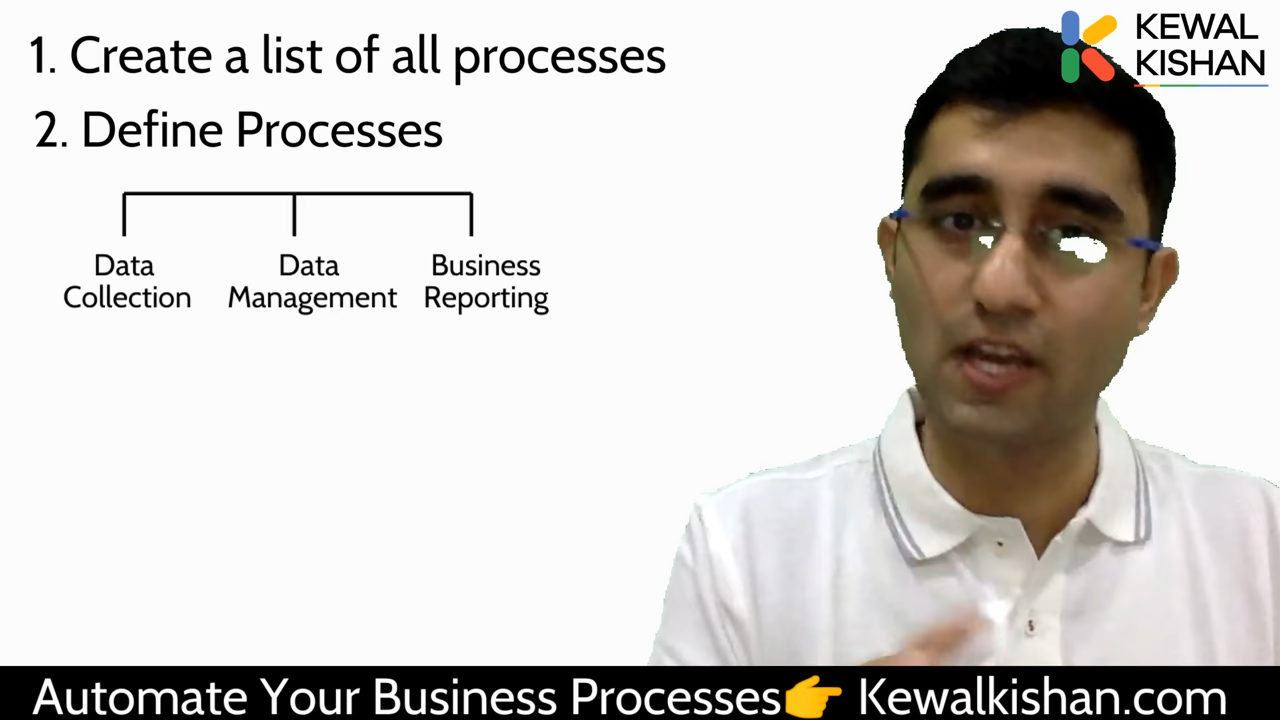 1. Create a list of all processes
2. Define Processes
Data
Collection
Data
Management
Business
Reporting
KEWAL
KISHAN
Automate Your Business Processes👉 Kewalkishan.com